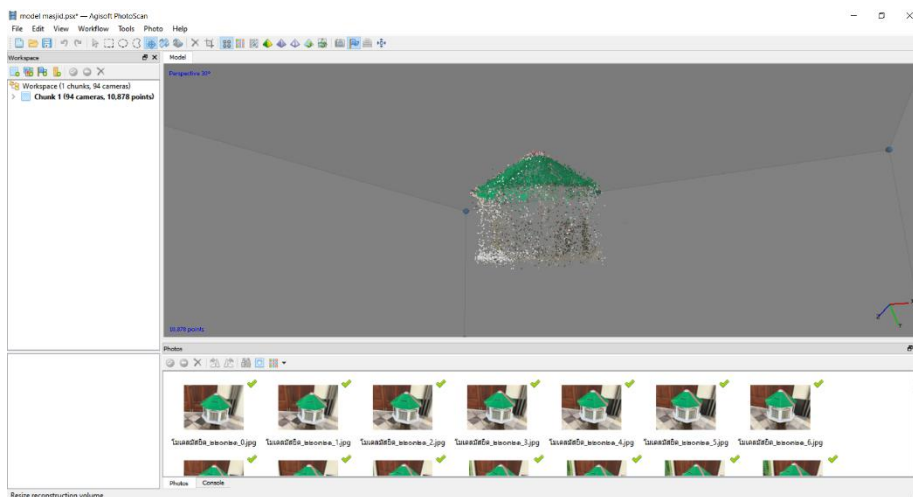 model masjid.psx* — Agisoft PhotoScan
File Edit View Workflow Tools Photo Help
Workspace
Model
Perspective 30°
Workspace (1 chunks, 94 cameras)
Chunk 1 (94 cameras, 10,878 points)
10,878 points
Photos
Photos Console
Resize reconstruction volume